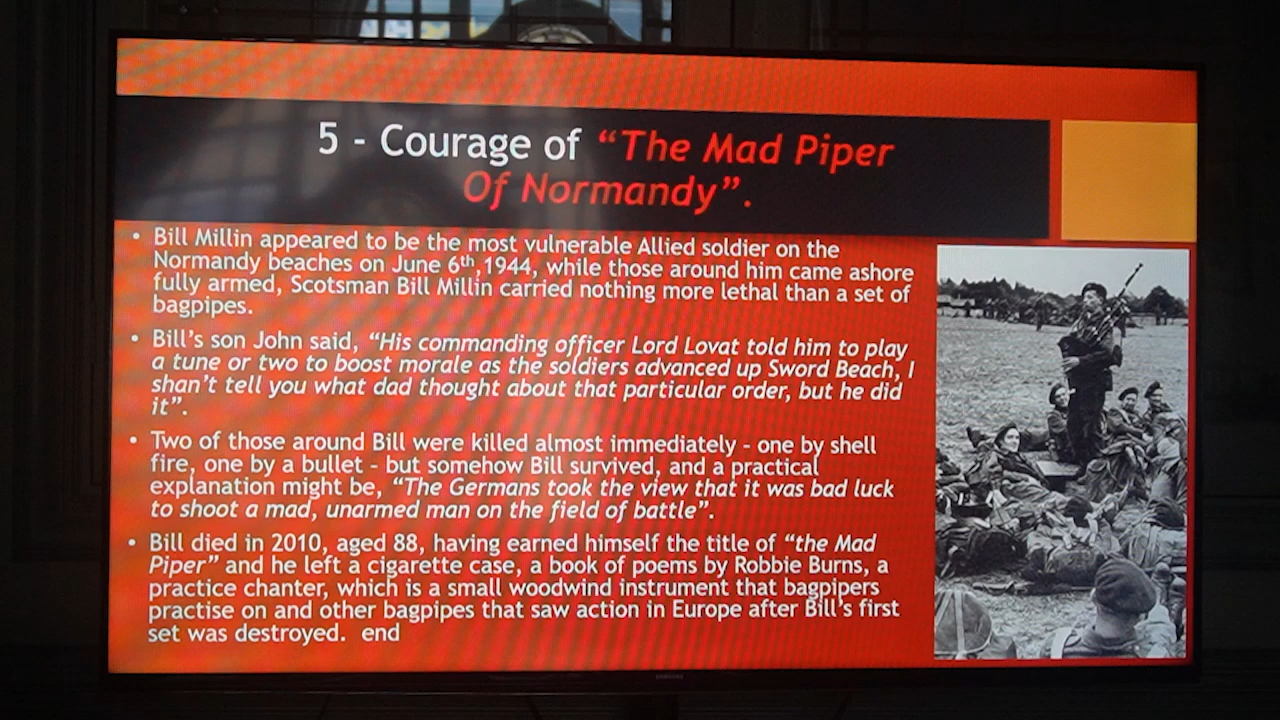 5 - Courage of “The Mad Piper
Of Normandy”.
• Bill Millin appeared to be the most vulnerable Allied soldier on the
Normandy beaches on June 6th,1944, while those around him came ashore
fully armed, Scotsman Bill Millin carried nothing more lethal than a set of
bagpipes.
• Bill’s son John said, “His commanding officer Lord Lovat told him to play
a tune or two to boost morale as the soldiers advanced up Sword Beach, I
shan’t tell you what dad thought about that particular order, but he did
it”.
• Two of those around Bill were killed almost immediately - one by shell
fire, one by a bullet - but somehow Bill survived, and a practical
explanation might be, “The Germans took the view that it was bad luck
to shoot a mad, unarmed man on the field of battle”.
• Bill died in 2010, aged 88, having earned himself the title of “the Mad
Piper” and he left a cigarette case, a book of poems by Robbie Burns, a
practice chanter, which is a small woodwind instrument that bagpipers
practise on and other bagpipes that saw action in Europe after Bill’s first
set was destroyed.  end
SAMSUNG